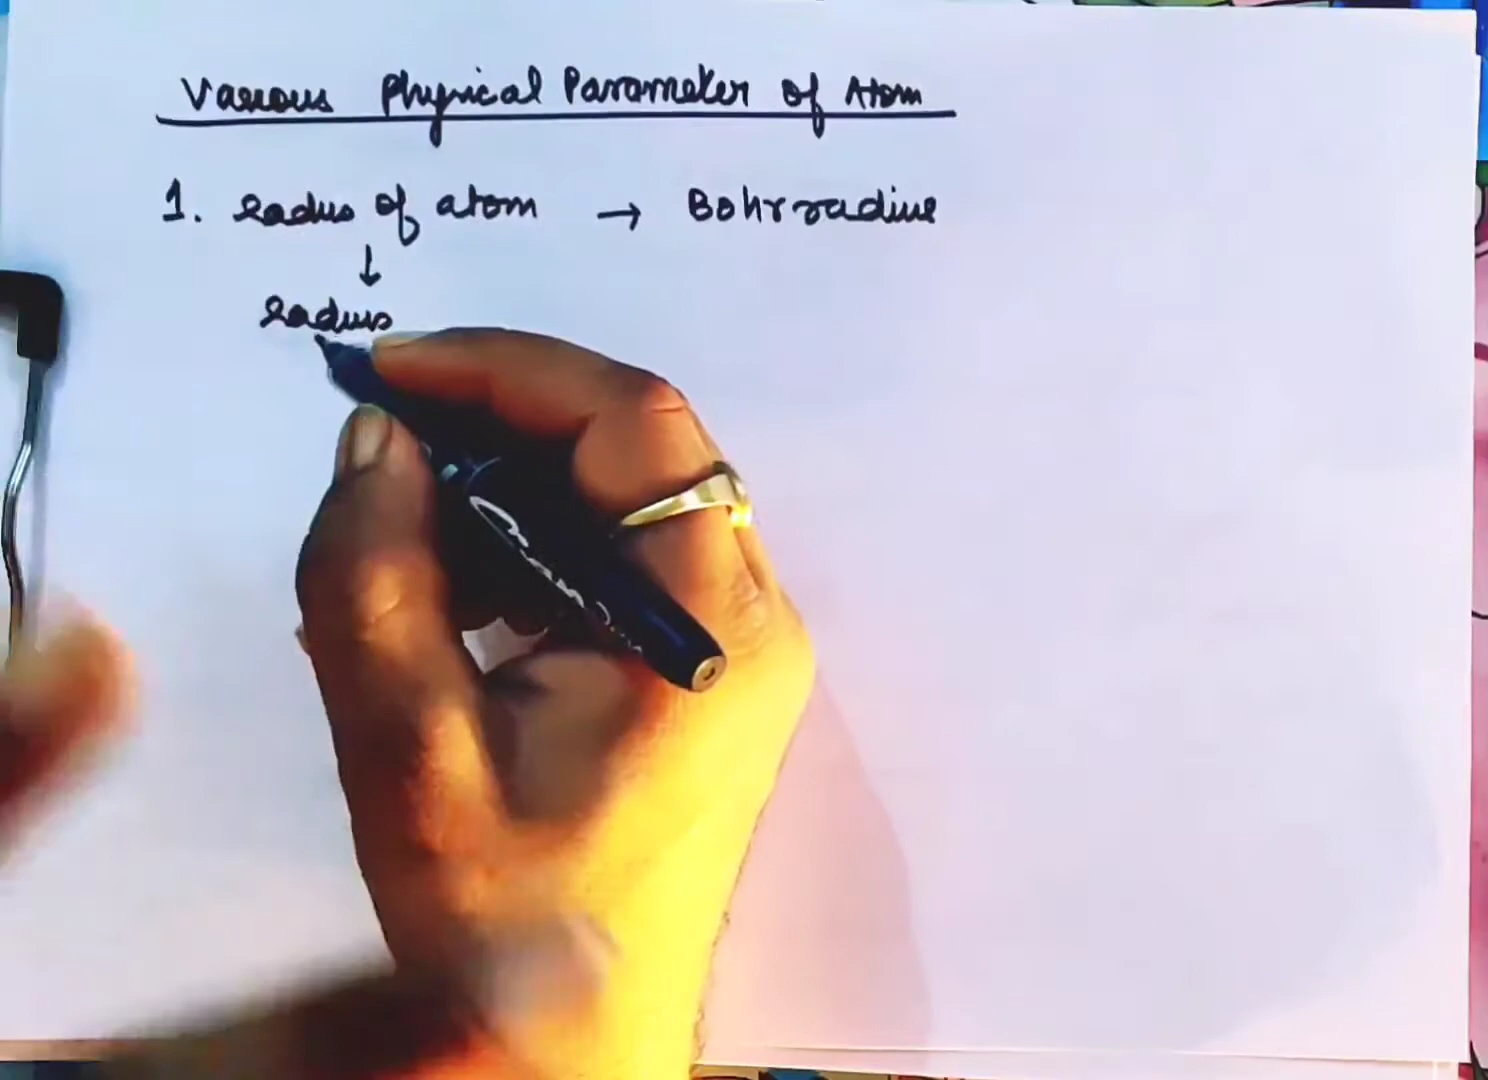 Various Physical Parameter of Atom
1. radius of atom → Bohr radius
↓
radius